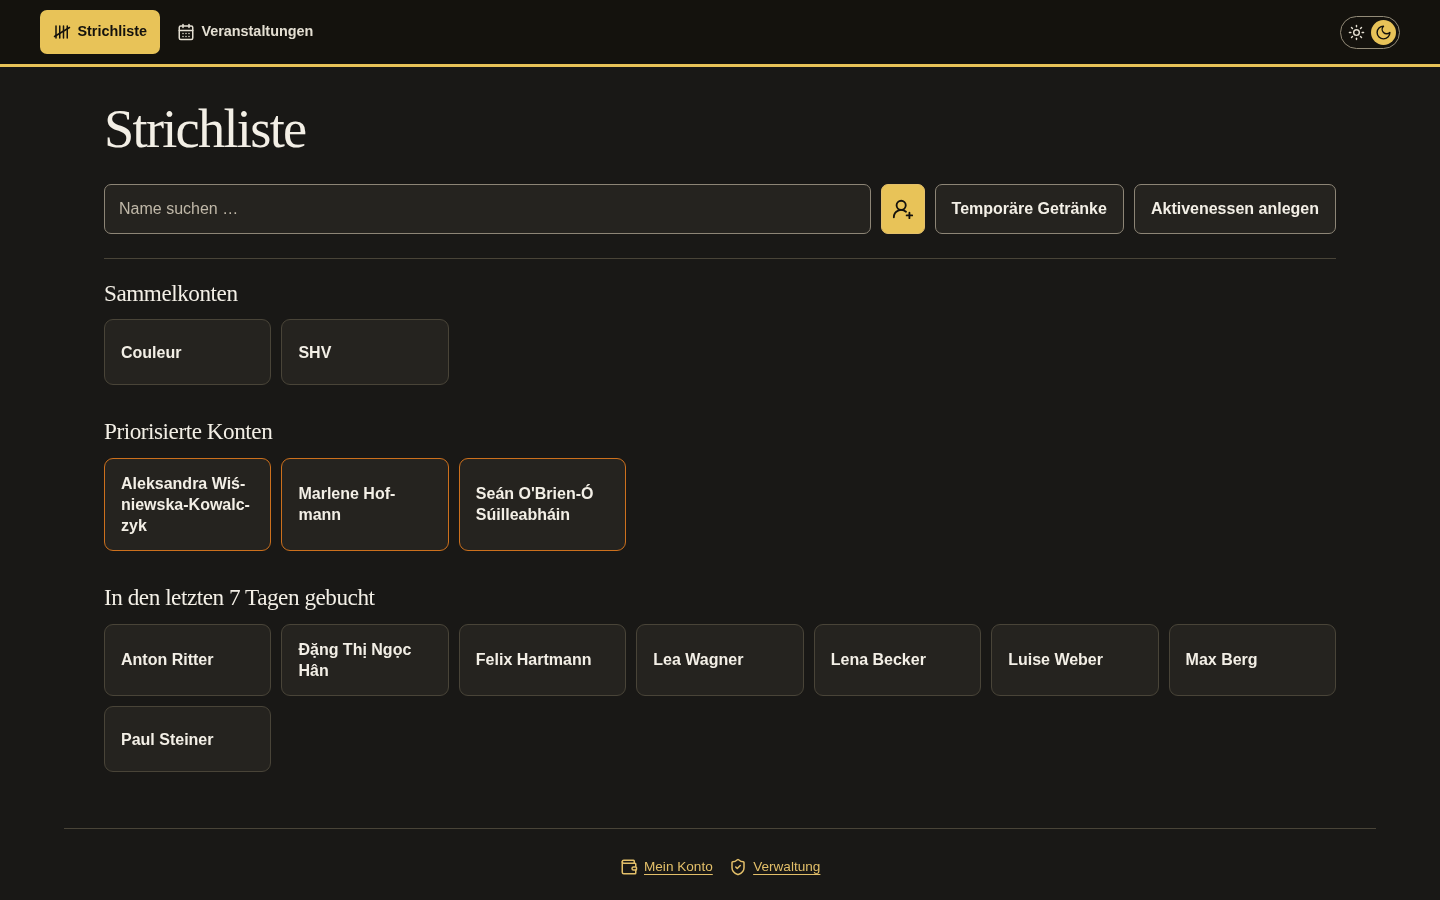 Strichliste
Veranstaltungen
Strichliste
Name suchen …
Temporäre Getränke
Aktivenessen anlegen
Sammelkonten
Couleur
SHV
Priorisierte Konten
Aleksandra Wiś-
niewska-Kowalc-
zyk
Marlene Hof-
mann
Seán O'Brien-Ó
Súilleabháin
In den letzten 7 Tagen gebucht
Anton Ritter
Đặng Thị Ngọc
Hân
Felix Hartmann
Lea Wagner
Lena Becker
Luise Weber
Max Berg
Paul Steiner
Mein Konto
Verwaltung